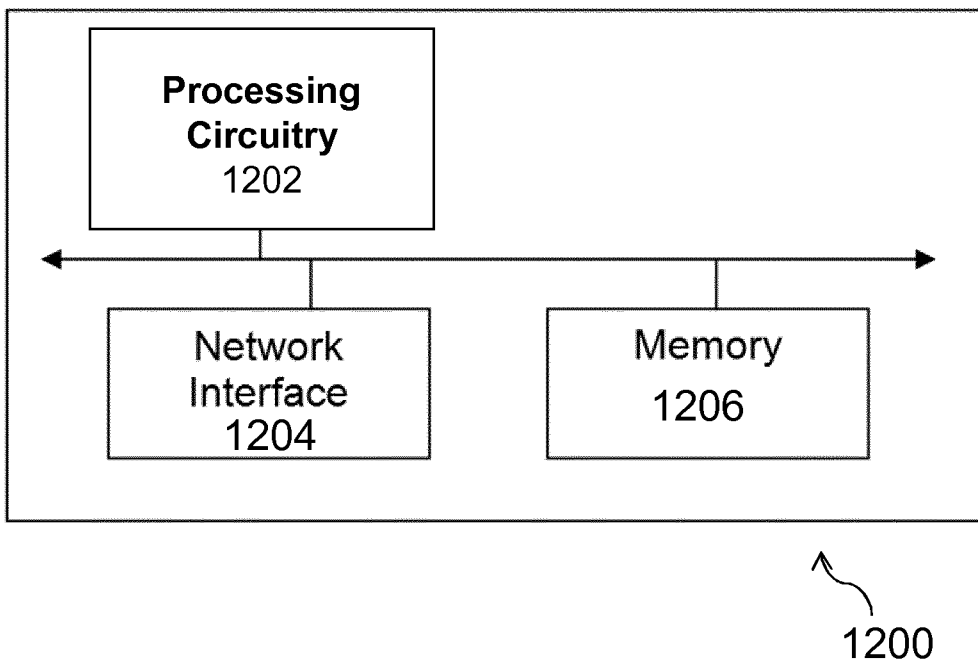 Processing
Circuitry
1202
Network
Interface
1204
Memory
1206
1200